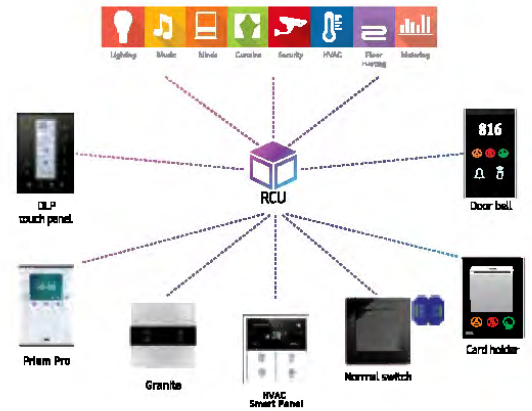 Lighting
Music
Blinds
Curtains
Security
HVAC
Floor
Heating
Metering
816
RCU
DLP
touch panel
Door bell
Prism Pro
Granite
HVAC
Smart Panel
Normal switch
Card holder